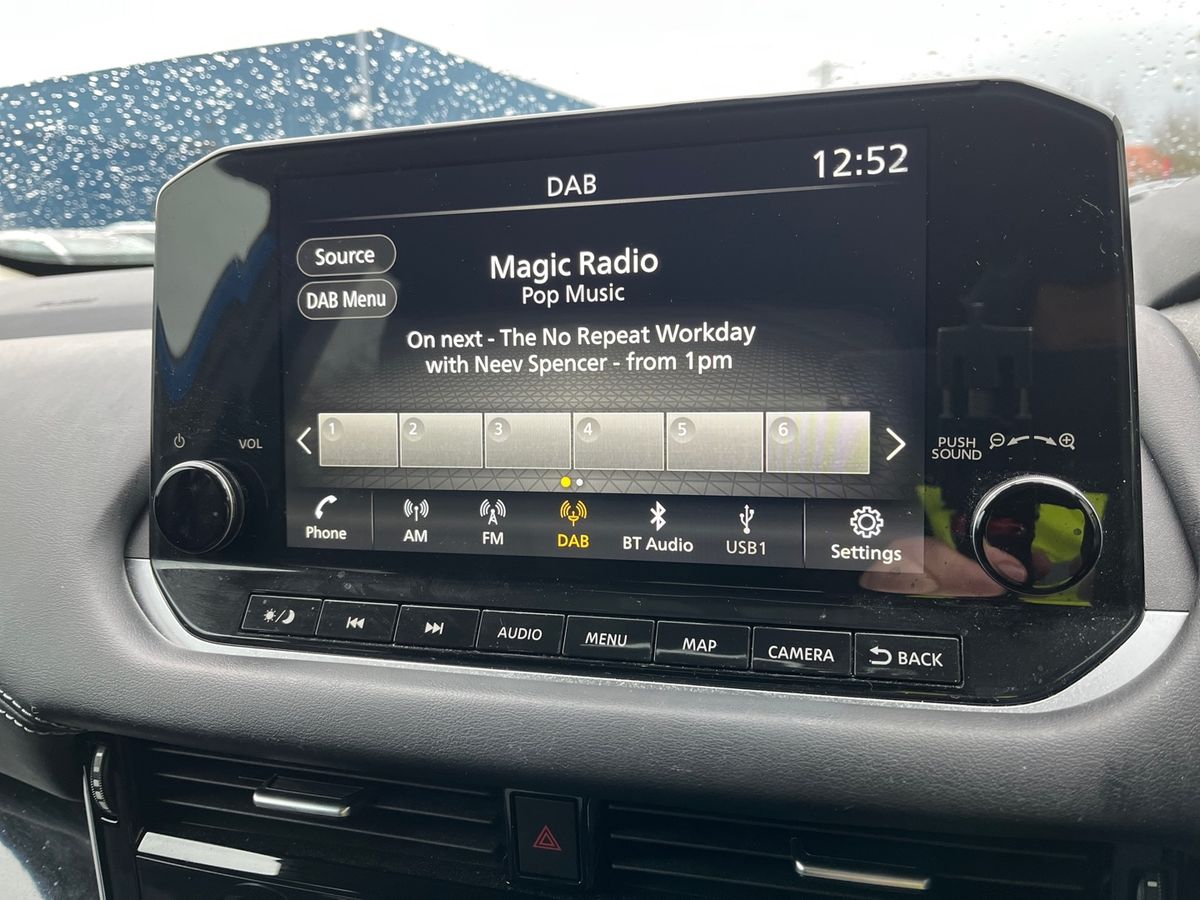 DAB
12:52
Source
DAB Menu
Magic Radio
Pop Music
On next - The No Repeat Workday
with Neev Spencer - from 1pm
1 2 3 4 5 6
VOL
PUSH
SOUND
Phone
AM
FM
DAB
BT Audio
USB1
Settings
AUDIO
MENU
MAP
CAMERA
BACK